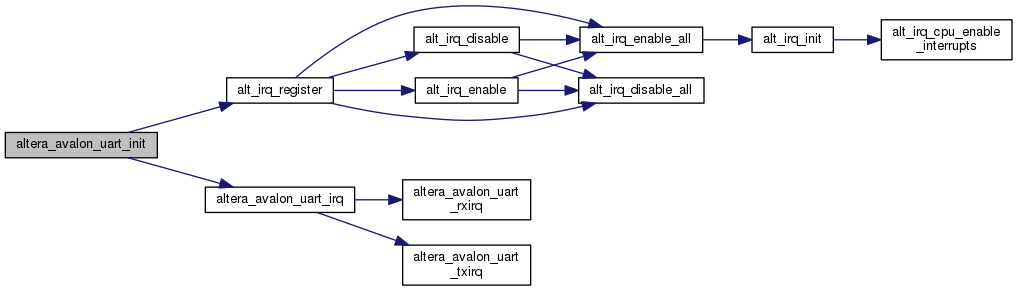 altera_avalon_uart_init
alt_irq_register
alt_irq_disable
alt_irq_enable
alt_irq_enable_all
alt_irq_disable_all
alt_irq_init
alt_irq_cpu_enable
_interrupts
altera_avalon_uart_irq
altera_avalon_uart
_rxirq
altera_avalon_uart
_txirq